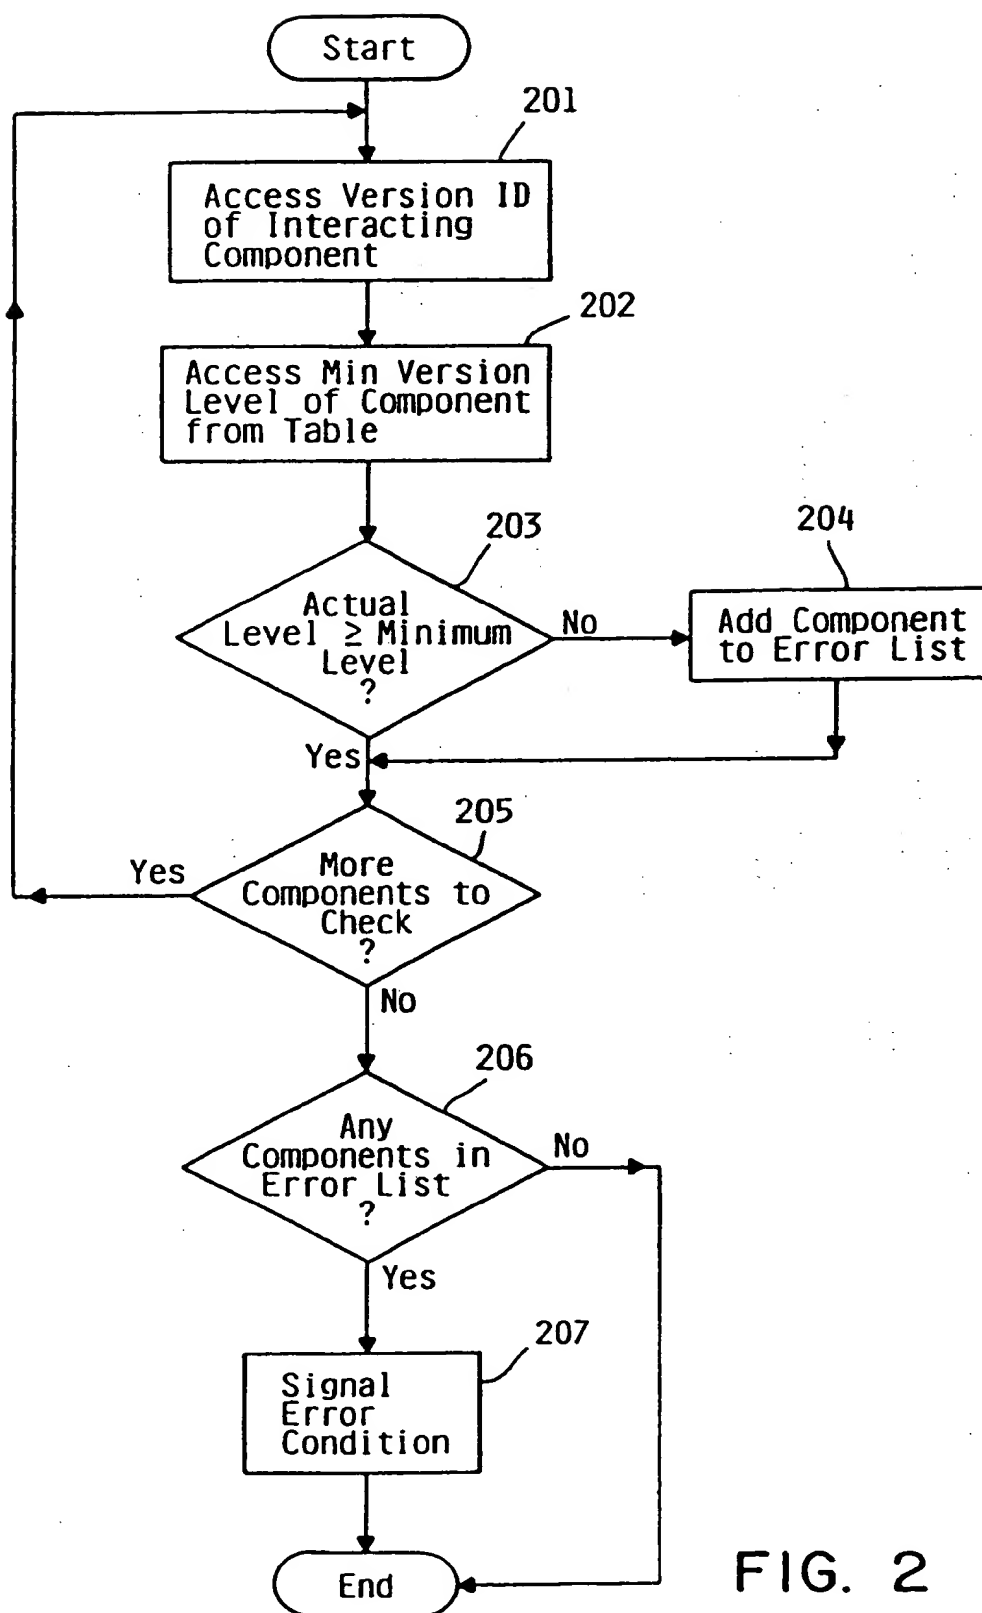 Start
201
Access Version ID
of Interacting
Component
202
Access Min Version
Level of Component
from Table
203
Actual
Level ≥ Minimum
Level
?
No
204
Add Component
to Error List
Yes
205
More
Components to
Check
?
Yes
No
206
Any
Components in
Error List
?
No
Yes
207
Signal
Error
Condition
End
FIG. 2